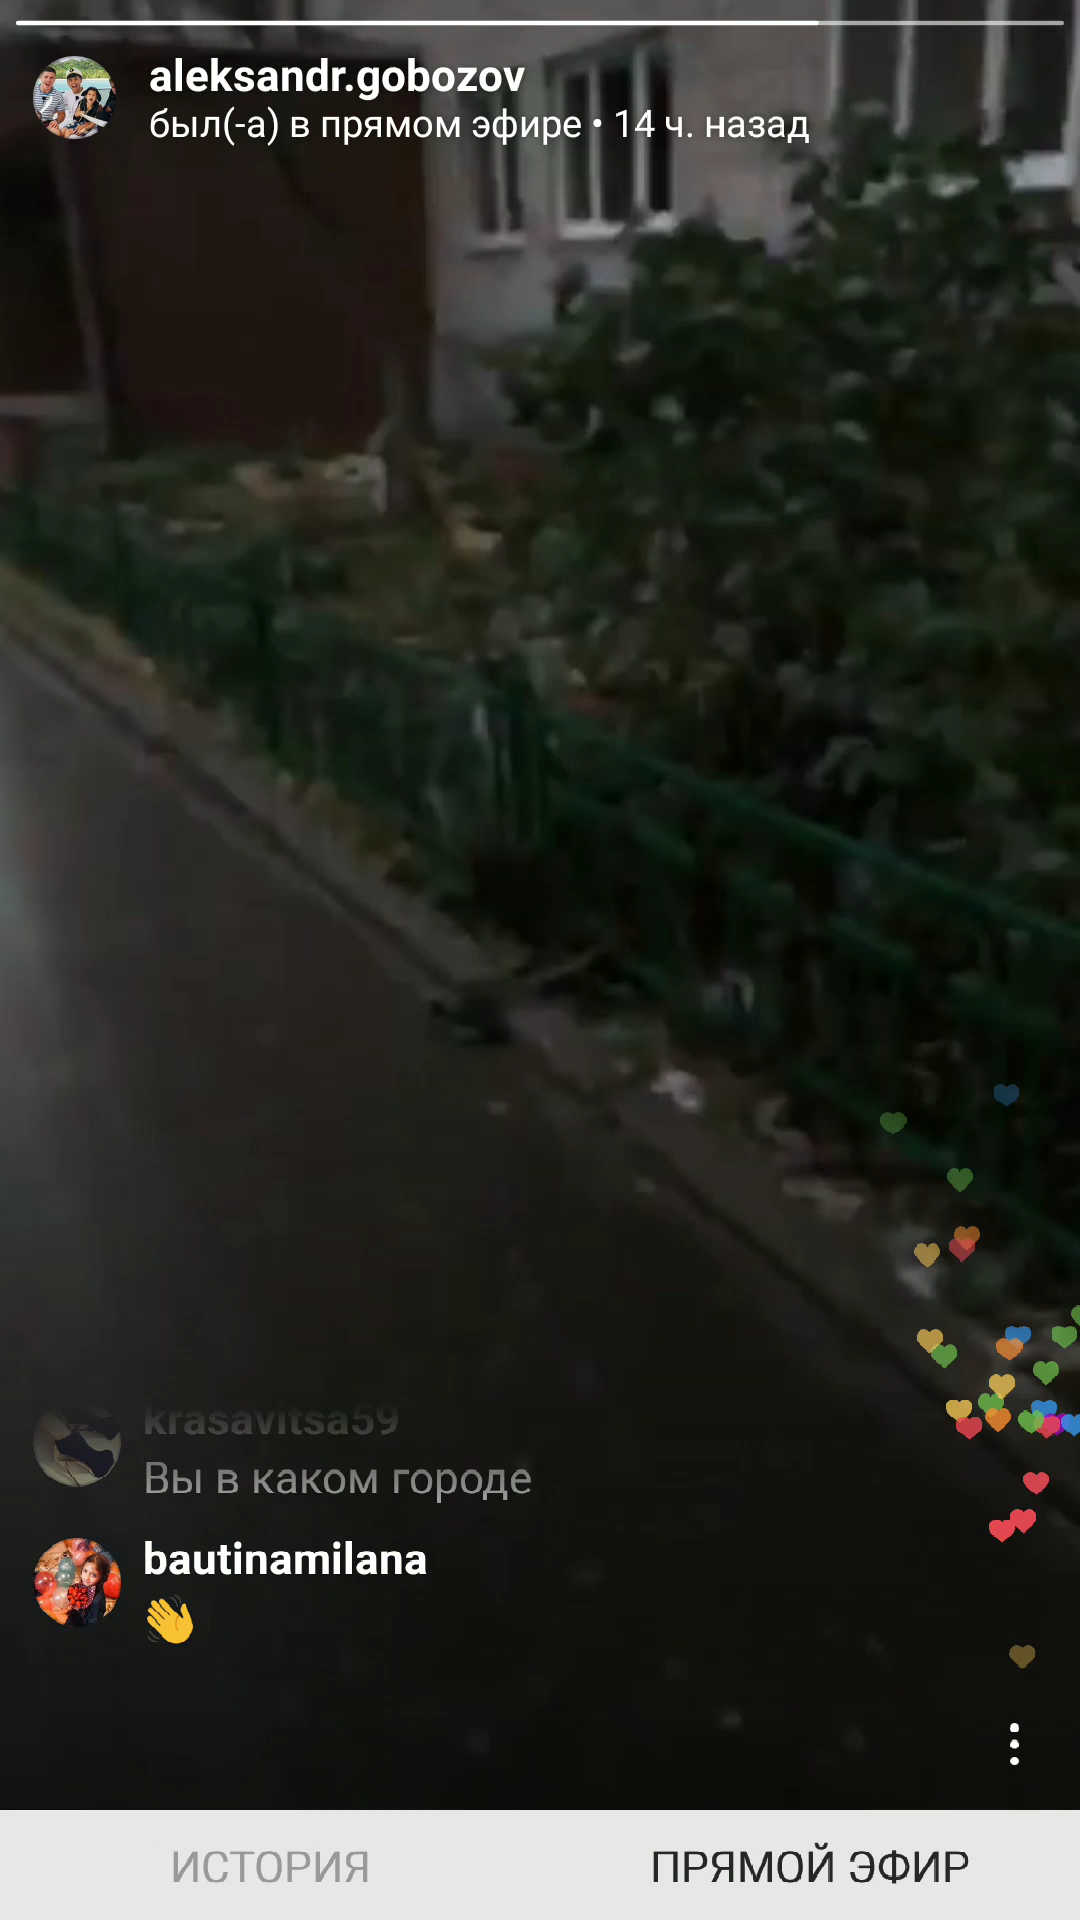 aleksandr.gobozov
был(-а) в прямом эфире • 14 ч. назад
krasavitsa59
Вы в каком городе
bautinamilana
👋
ИСТОРИЯ
ПРЯМОЙ ЭФИР